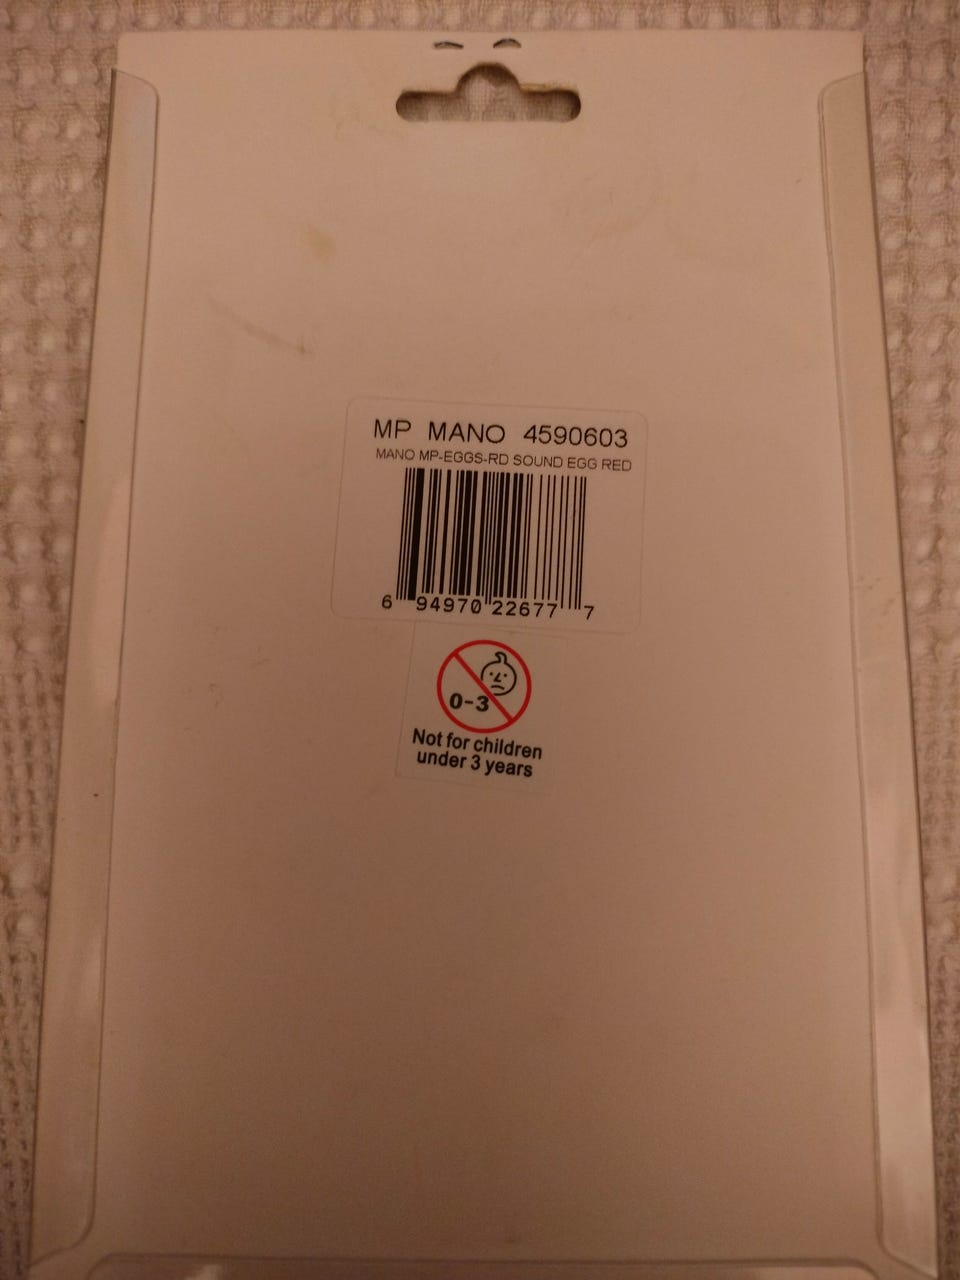 MP MANO 4590603
MANO MP-EGGS-RD SOUND EGG RED
6 94970 22677 7
0-3
Not for children
under 3 years